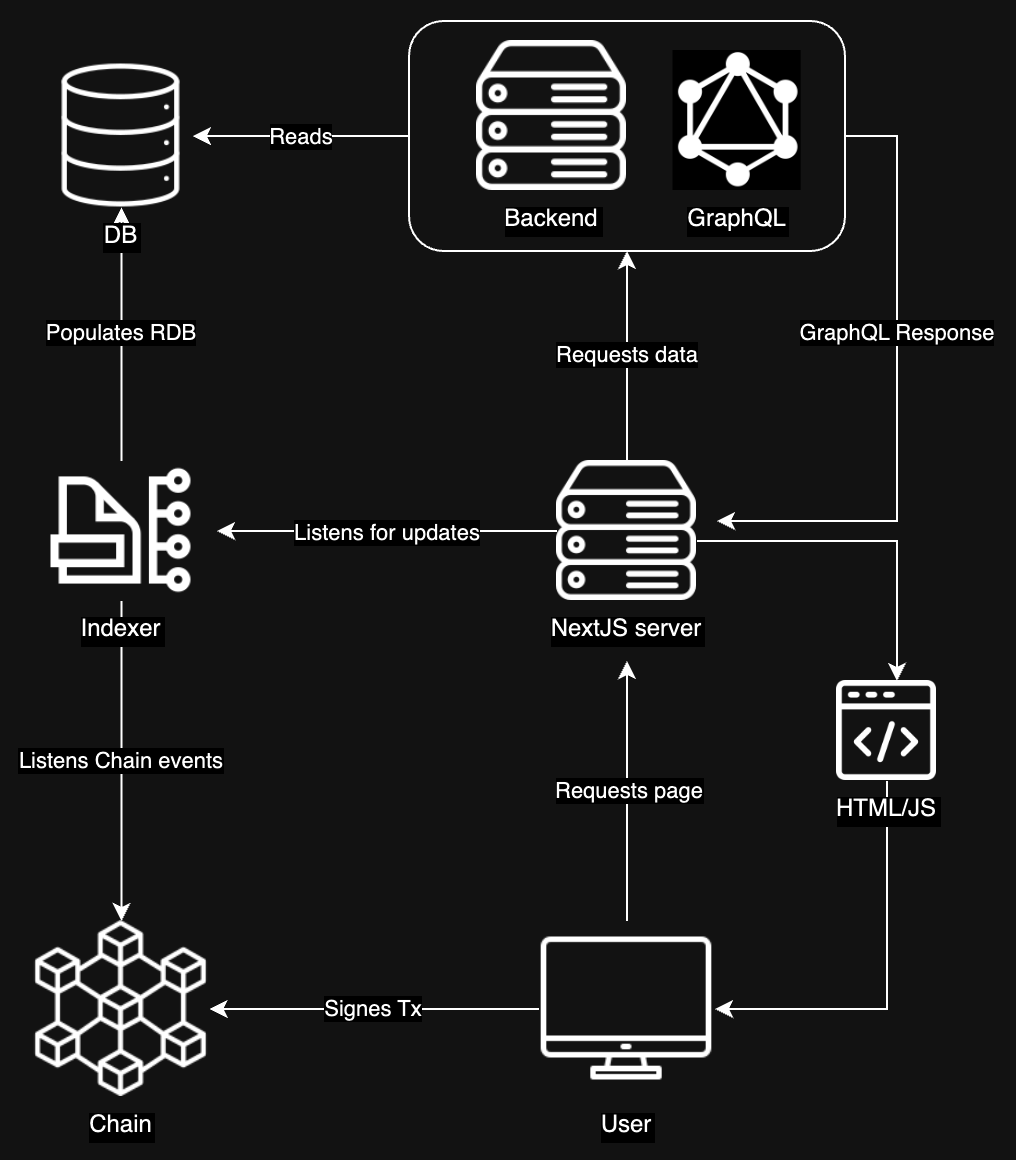 Reads
Backend
GraphQL
DB
Populates RDB
GraphQL Response
Requests data
Listens for updates
Indexer
NextJS server
Listens Chain events
Requests page
HTML/JS
Signes Tx
Chain
User